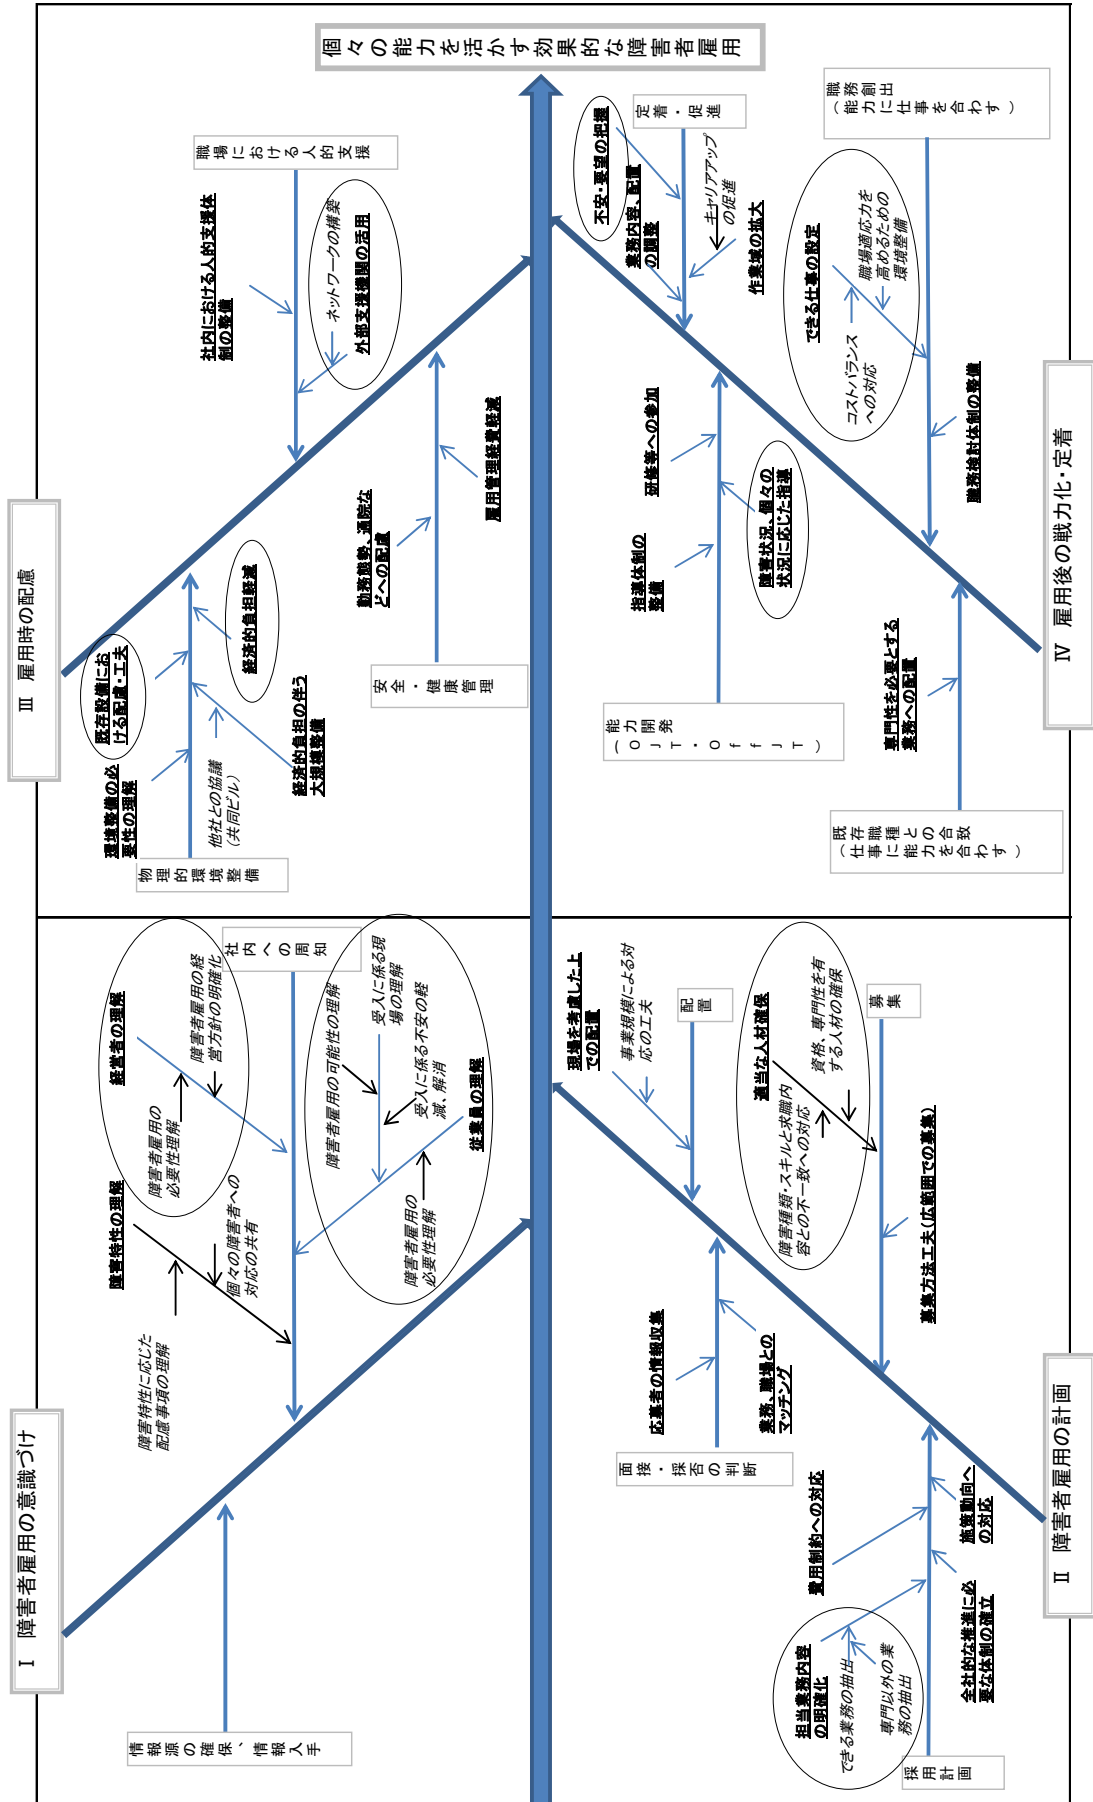 個々の能力を活かす効果的な障害者雇用
Ⅰ 障害者雇用の意識づけ
情報源の確保、情報入手
社内への周知
障害特性の理解
障害特性に応じた
配慮事項の理解
個々の障害者への
対応の共有
経営者の理解
障害者雇用の
必要性理解
障害者雇用の経
営方針の明確化
従業員の理解
障害者雇用の
必要性理解
障害者雇用の可能性の理解
受入に係る現
場の理解
受入に係る不安の軽
減、解消
Ⅲ 雇用時の配慮
物理的環境整備
環境整備の必
要性の理解
既存設備にお
ける配慮・工夫
他社との協議
(共同ビル)
経済的負担の伴う
大規模整備
経済的負担軽減
職場における人的支援
社内における人的支援体
制の整備
ネットワークの構築
外部支援機関の活用
安全・健康管理
勤務態勢、通院な
どへの配慮
雇用管理経費軽減
Ⅱ 障害者雇用の計画
採用計画
担当業務内容
の明確化
できる業務の抽出
専門以外の業
務の抽出
費用制約への対応
全社的な推進に必
要な体制の確立
施策動向へ
の対応
募集
適当な人材確保
障害種類・スキルと求職内
容との不一致への対応
資格、専門性を有
する人材の確保
募集方法工夫(広範囲での募集)
面接・採否の判断
応募者の情報収集
業務、職場との
マッチング
配置
現場を考慮した上
での配置
事業規模による対
応の工夫
Ⅳ 雇用後の戦力化・定着
既存職種との合致
(仕事に能力を合わす)
専門性を必要とする
業務への配置
職務創出
(能力に仕事を合わす)
できる仕事の設定
コストバランス
への対応
職場適応力を
高めるための
環境整備
職務検討体制の整備
能力開発
(OJT・OffJT)
指導体制の
整備
研修等への参加
障害状況、個々の
状況に応じた指導
定着・促進
不安・要望の把握
業務内容、配置
の調整
キャリアアップ
の促進
作業域の拡大